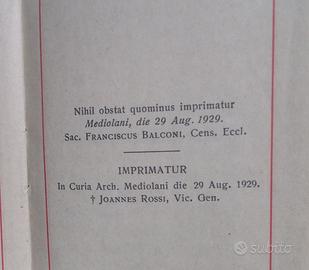 Nihil obstat quominus imprimatur
Mediolani, die 29 Aug. 1929.
Sac. FRANCISCUS BALCONI, Cens. Eccl.
IMPRIMATUR
In Curia Arch. Mediolani die 29 Aug. 1929.
† JOANNES ROSSI, Vic. Gen.
subito